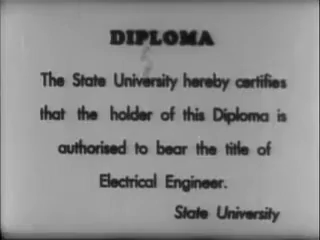 DIPLOMA
The State University hereby certifies
that the holder of this Diploma is
authorised to bear the title of
Electrical Engineer.
State University